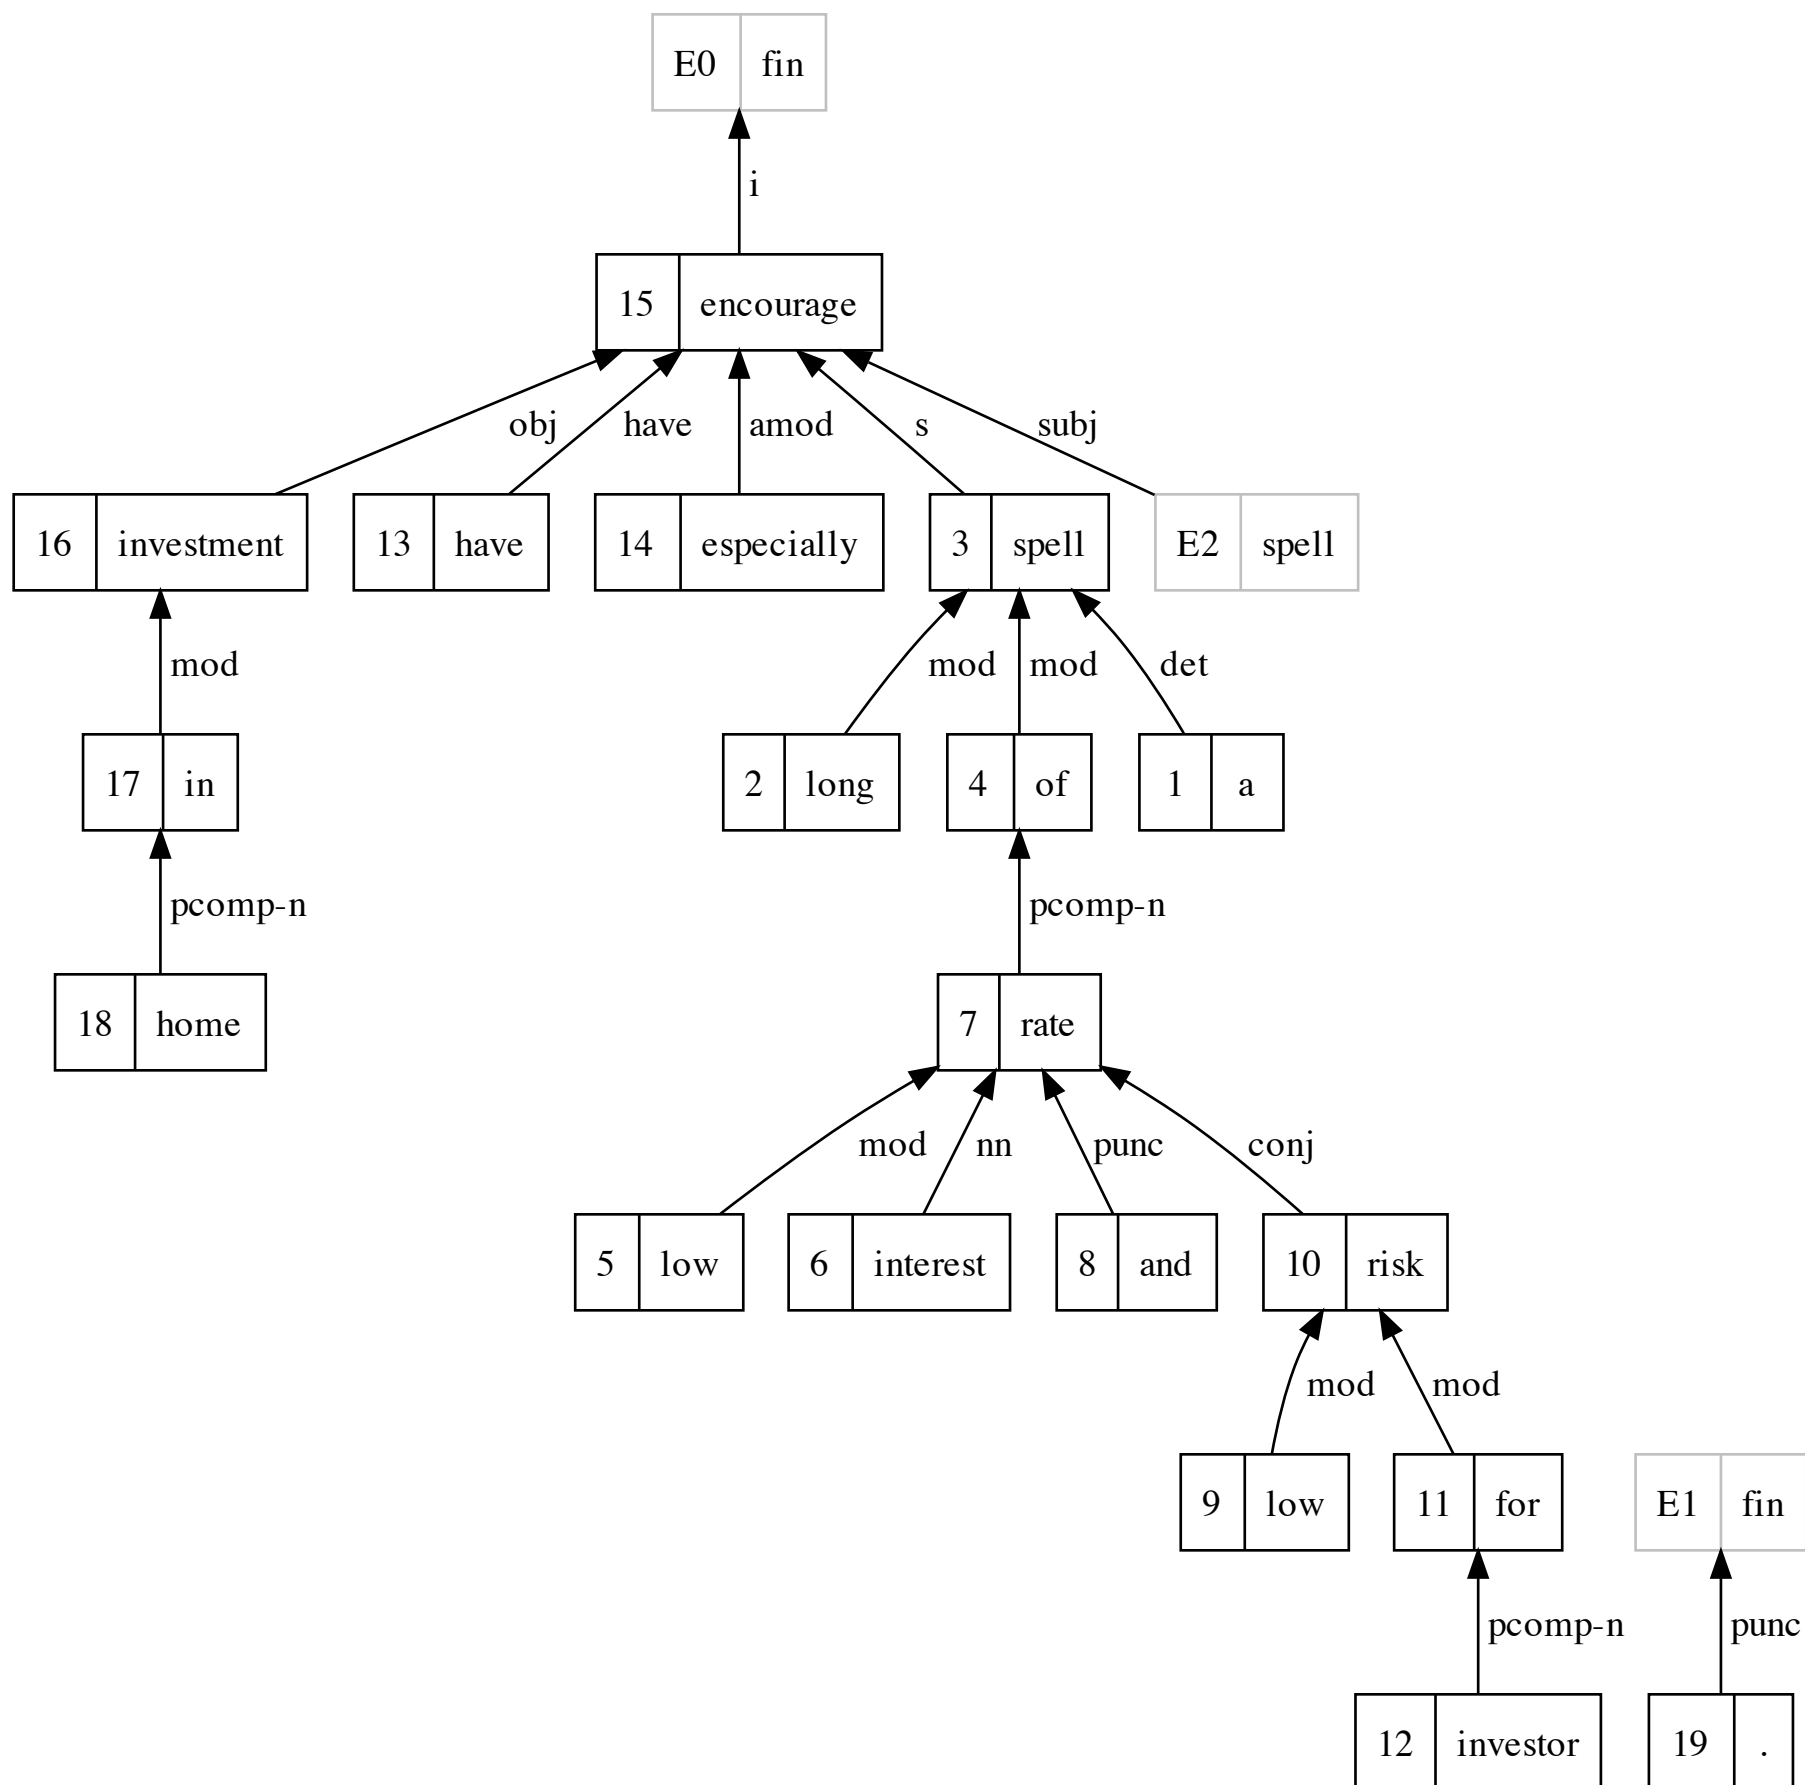 E0 fin
i
15 encourage
obj have amod s subj
16 investment 13 have 14 especially 3 spell E2 spell
mod mod mod det
17 in 2 long 4 of 1 a
pcomp-n pcomp-n
18 home 7 rate
mod nn punc conj
5 low 6 interest 8 and 10 risk
mod mod
9 low 11 for E1 fin
pcomp-n punc
12 investor 19 .